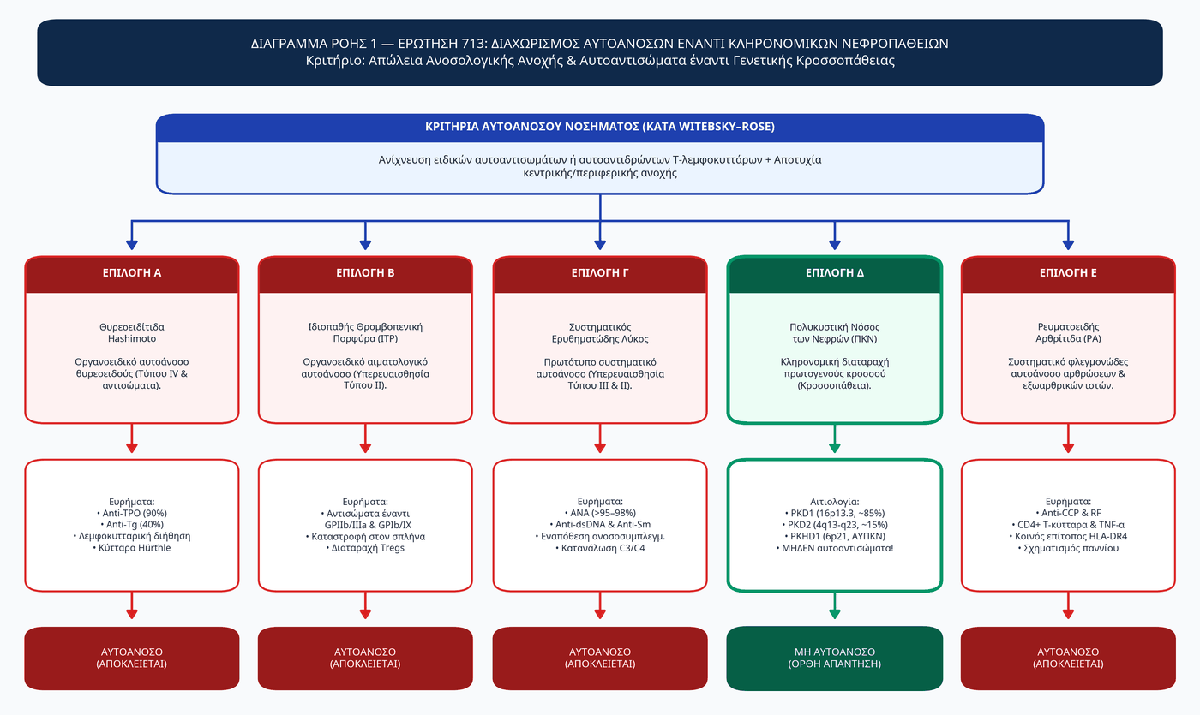 ΔΙΑΓΡΑΜΜΑ ΡΟΗΣ 1 — ΕΡΩΤΗΣΗ 713: ΔΙΑΧΩΡΙΣΜΟΣ ΑΥΤΟΑΝΟΣΩΝ ΕΝΑΝΤΙ ΚΛΗΡΟΝΟΜΙΚΩΝ ΝΕΦΡΟΠΑΘΕΙΩΝ
Κριτήριο: Απώλεια Ανοσολογικής Ανοχής & Αυτοαντισώματα έναντι Γενετικής Κροσσοπάθειας
ΚΡΙΤΗΡΙΑ ΑΥΤΟΑΝΟΣΟΥ ΝΟΣΗΜΑΤΟΣ (ΚΑΤΑ WITEBSKY–ROSE)
Ανίχνευση ειδικών αυτοαντισωμάτων ή αυτοαντιδρώντων Τ-λεμφοκυττάρων + Αποτυχία
κεντρικής/περιφερικής ανοχής
ΕΠΙΛΟΓΗ Α
Θυρεοειδίτιδα
Hashimoto
Οργανοειδικό αυτοάνοσο
θυρεοειδούς (Τύπου IV &
αντισώματα).
Ευρήματα:
• Anti-TPO (90%)
• Anti-Tg (40%)
• Λεμφοκυτταρική διήθηση
• Κύτταρα Hürthle
ΑΥΤΟΑΝΟΣΟ
(ΑΠΟΚΛΕΙΕΤΑΙ)
ΕΠΙΛΟΓΗ Β
Ιδιοπαθής Θρομβοπενική
Πορφύρα (ITP)
Οργανοειδικό αιματολογικό
αυτοάνοσο (Υπερευαισθησία
Τύπου II).
Ευρήματα:
• Αντισώματα έναντι
GPIIb/IIIa & GPIb/IX
• Καταστροφή στον σπλήνα
• Διαταραχή Tregs
ΑΥΤΟΑΝΟΣΟ
(ΑΠΟΚΛΕΙΕΤΑΙ)
ΕΠΙΛΟΓΗ Γ
Συστηματικός
Ερυθηματώδης Λύκος
Πρωτότυπο συστηματικό
αυτοάνοσο (Υπερευαισθησία
Τύπου III & II).
Ευρήματα:
• ANA (>95–98%)
• Anti-dsDNA & Anti-Sm
• Εναπόθεση ανοσοσυμπλεγμ.
• Κατανάλωση C3/C4
ΑΥΤΟΑΝΟΣΟ
(ΑΠΟΚΛΕΙΕΤΑΙ)
ΕΠΙΛΟΓΗ Δ
Πολυκυστική Νόσος
των Νεφρών (ΠΚΝ)
Κληρονομική διαταραχή
πρωτογενούς κροσσού
(Κροσσοπάθεια).
Αιτιολογία:
• PKD1 (16p13.3, ~85%)
• PKD2 (4q13-q23, ~15%)
• PKHD1 (6p21, ΑΥΠΚΝ)
• ΜΗΔΕΝ αυτοαντισώματα!
ΜΗ ΑΥΤΟΑΝΟΣΟ
(ΟΡΘΗ ΑΠΑΝΤΗΣΗ)
ΕΠΙΛΟΓΗ Ε
Ρευματοειδής
Αρθρίτιδα (ΡΑ)
Συστηματικό φλεγμονώδες
αυτοάνοσο αρθρώσεων &
εξωαρθρικών ιστών.
Ευρήματα:
• Anti-CCP & RF
• CD4+ Τ-κυτταρα & TNF-α
• Κοινός επίτοπος HLA-DR4
• Σχηματισμός παννίου
ΑΥΤΟΑΝΟΣΟ
(ΑΠΟΚΛΕΙΕΤΑΙ)